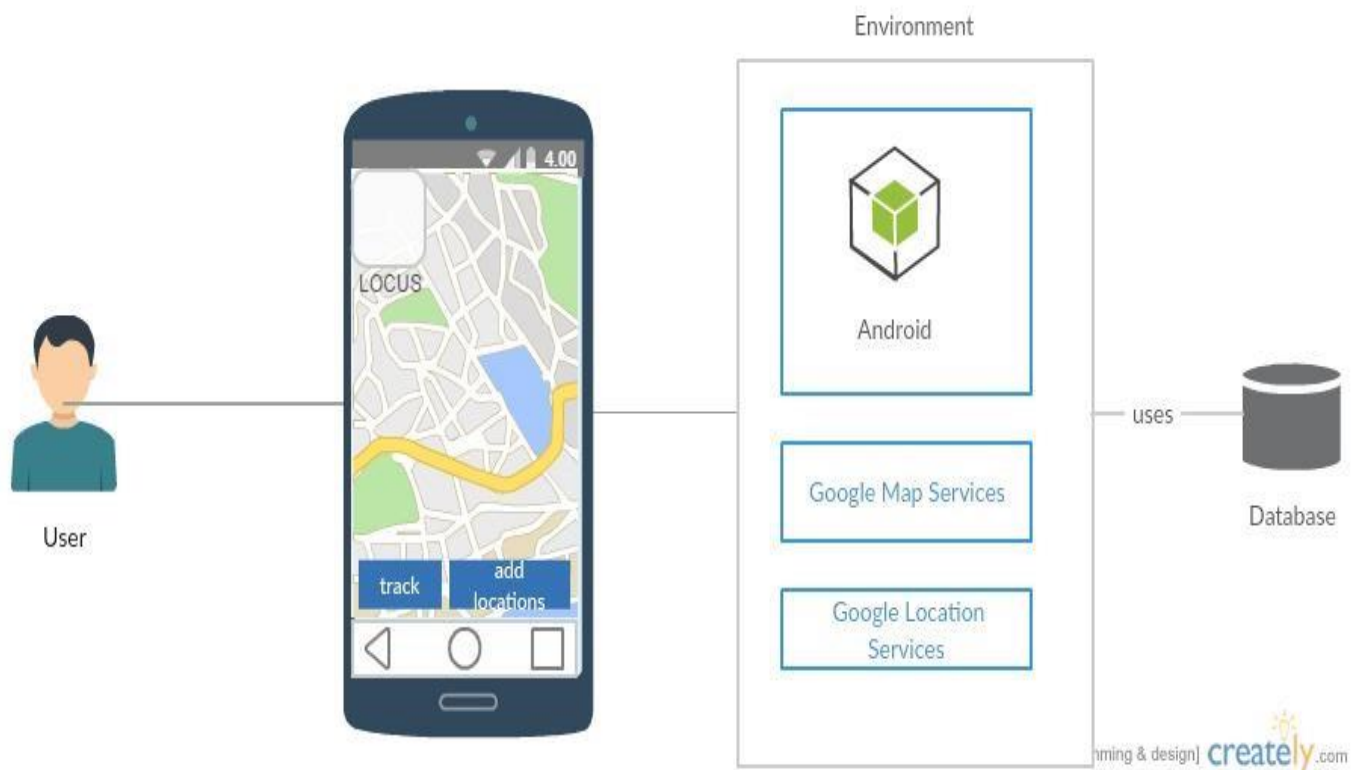 Environment
4.00
LOCUS
Android
uses
Google Map Services
User
Database
track
add
locations
Google Location
Services
& design] creately.com